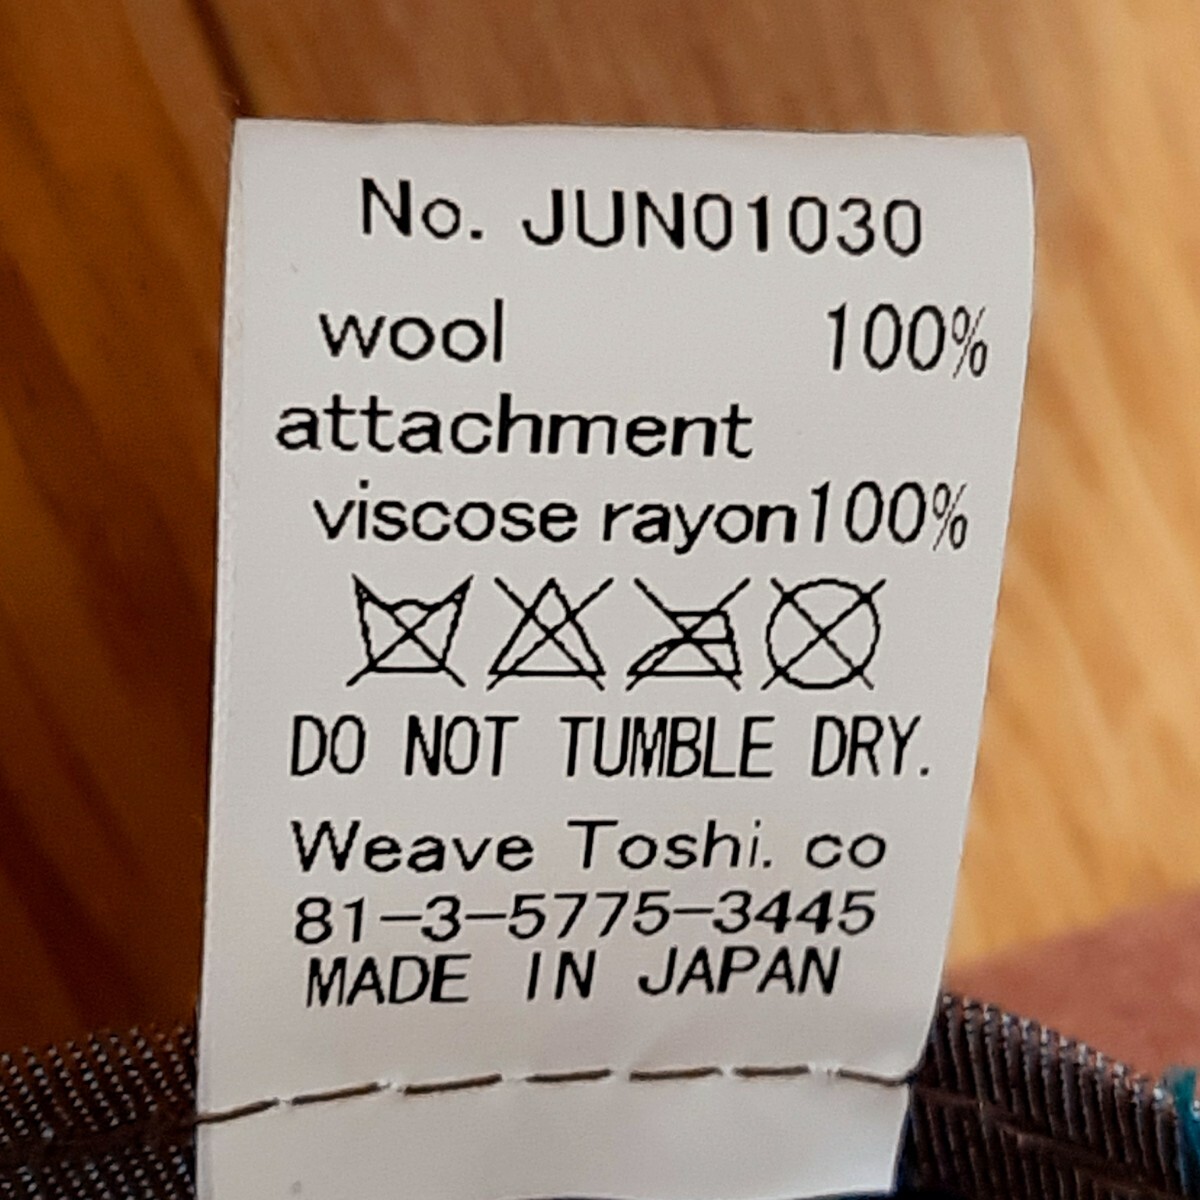 No. JUN01030
wool 100%
attachment
viscose rayon100%
DO NOT TUMBLE DRY.
Weave Toshi. co
81-3-5775-3445
MADE IN JAPAN